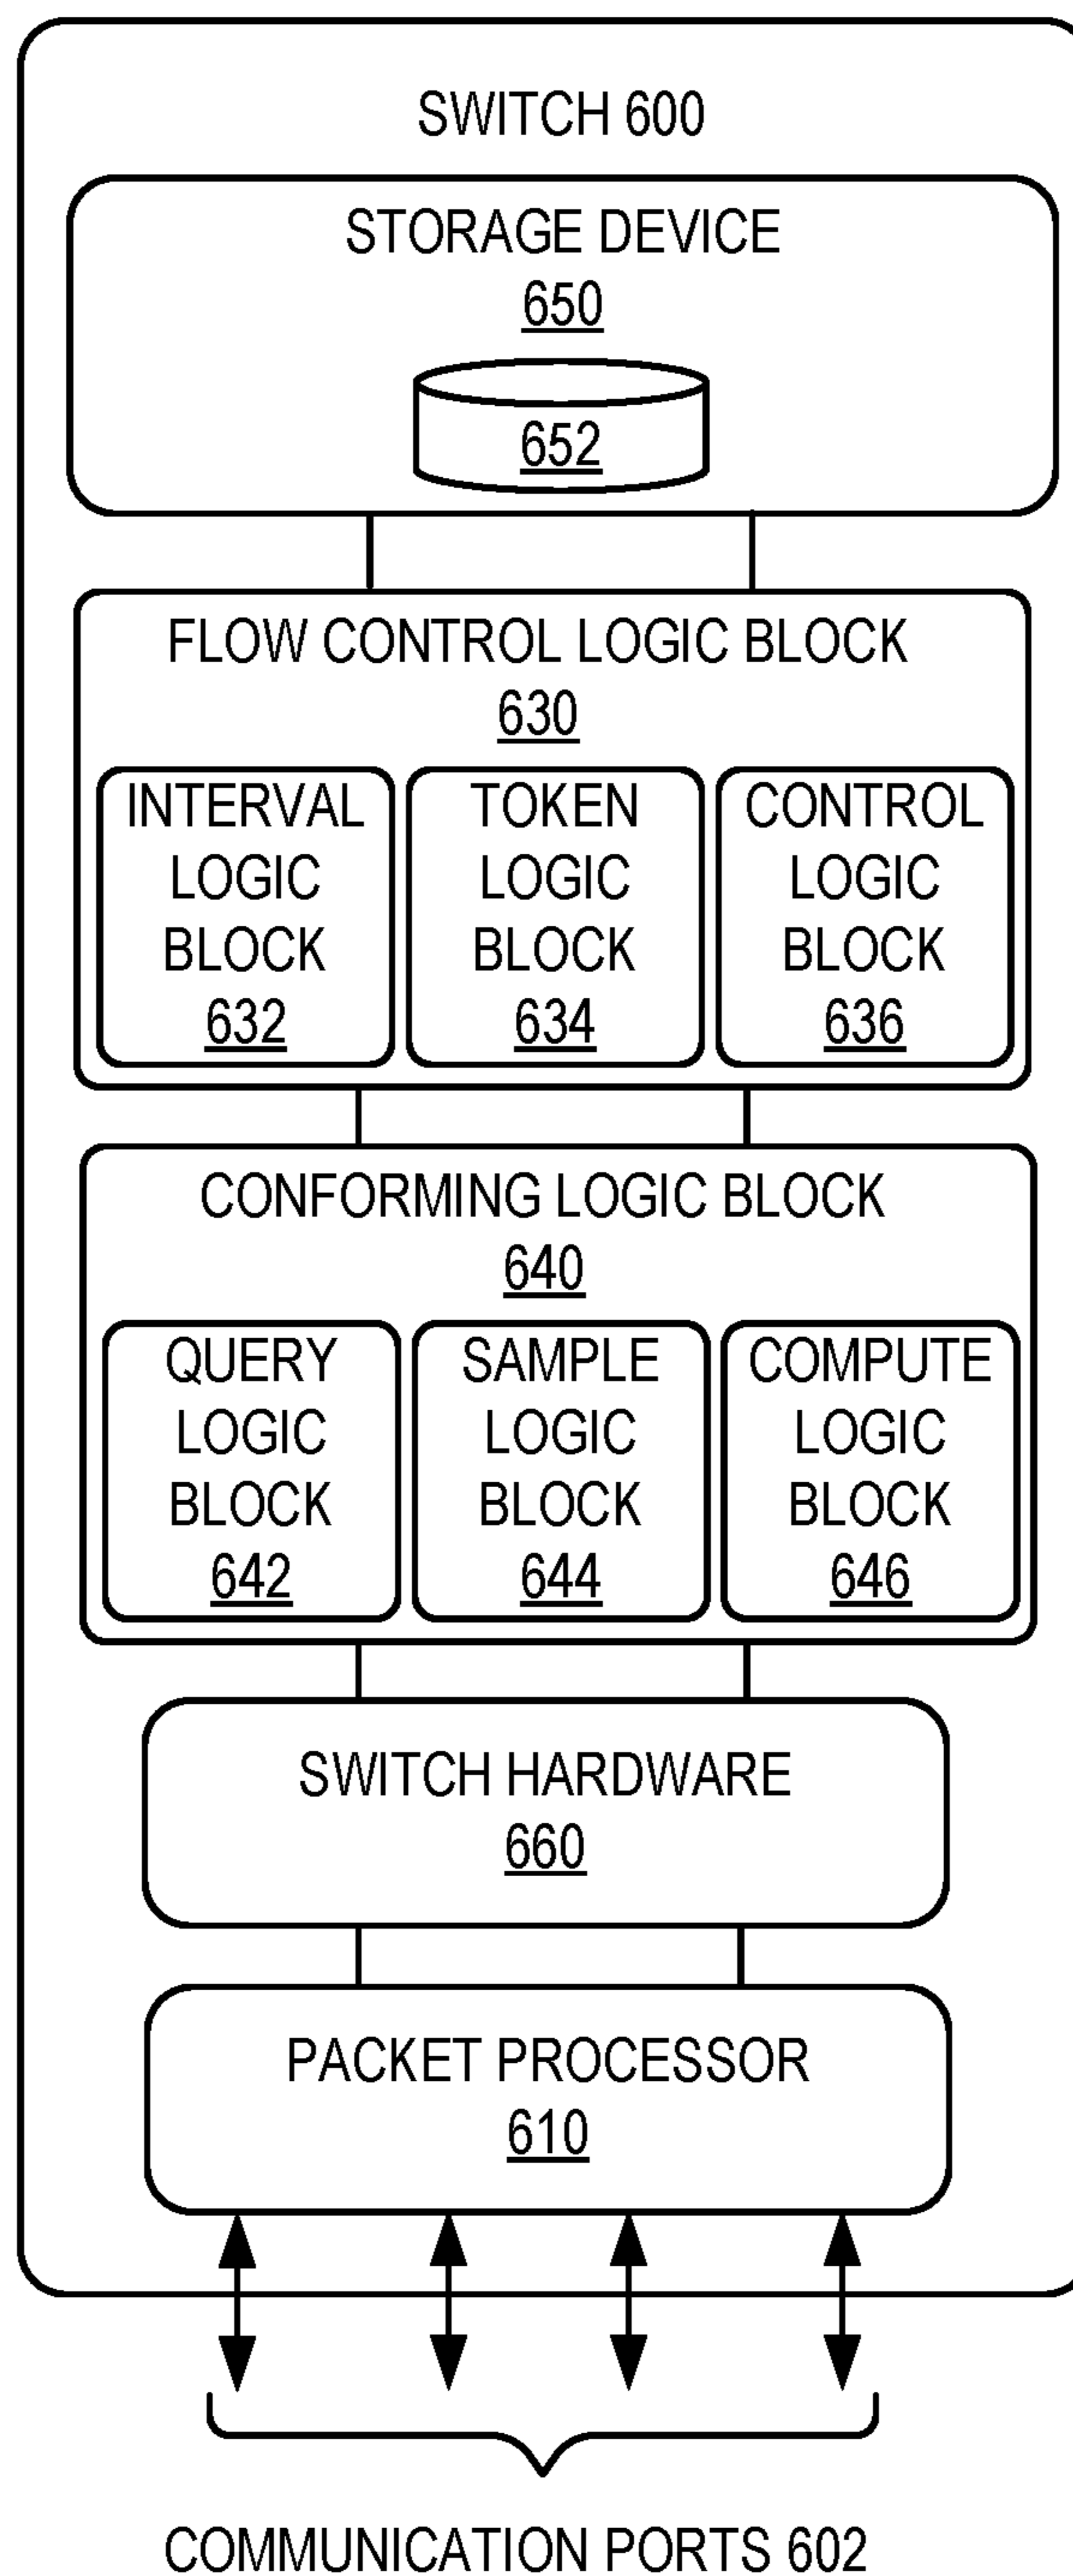 SWITCH 600
STORAGE DEVICE
650
652
FLOW CONTROL LOGIC BLOCK
630
INTERVAL
LOGIC
BLOCK
632
TOKEN
LOGIC
BLOCK
634
CONTROL
LOGIC
BLOCK
636
CONFORMING LOGIC BLOCK
640
QUERY
LOGIC
BLOCK
642
SAMPLE
LOGIC
BLOCK
644
COMPUTE
LOGIC
BLOCK
646
SWITCH HARDWARE
660
PACKET PROCESSOR
610
COMMUNICATION PORTS 602